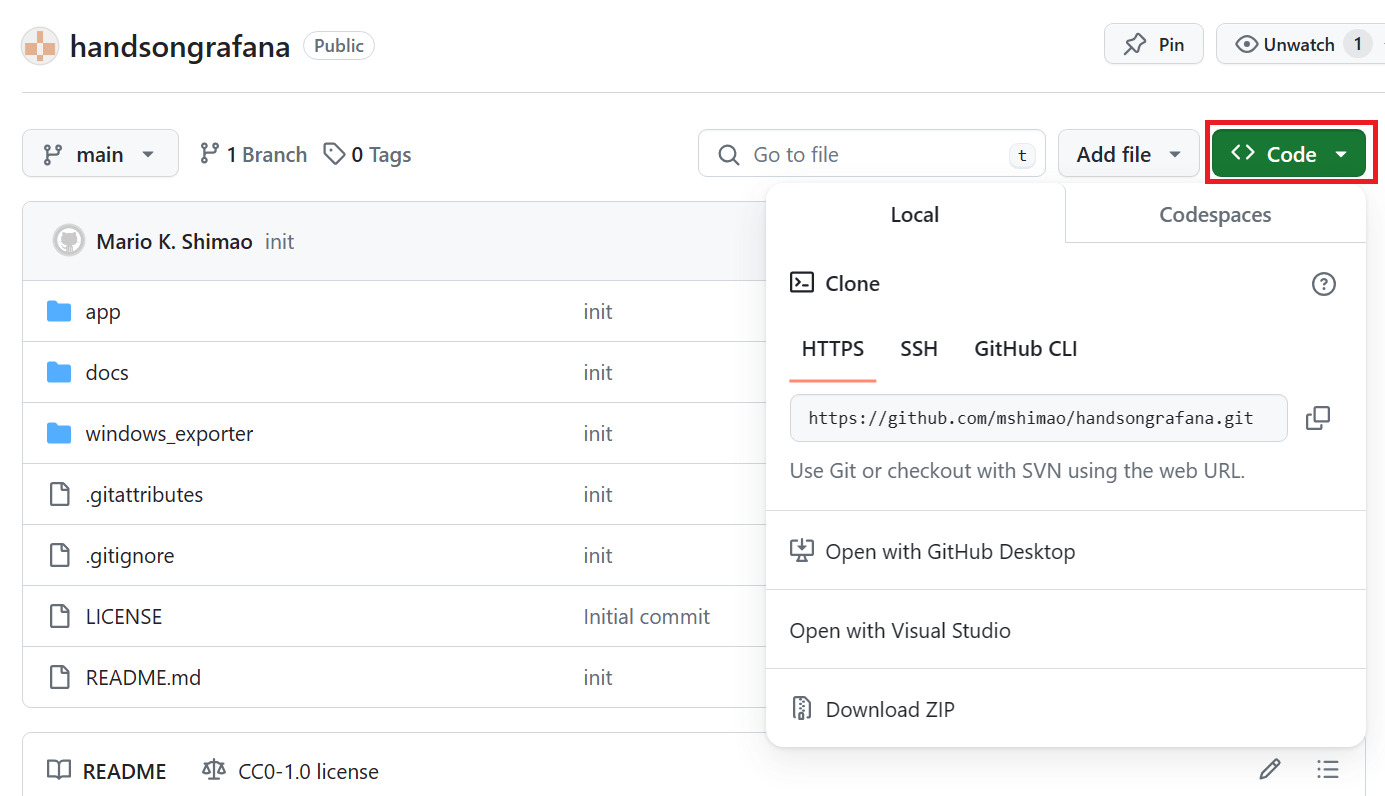 handsongrafana Public Pin Unwatch 1
main 1 Branch 0 Tags Go to file t Add file <> Code
Mario K. Shimao init
app init
docs init
windows_exporter init
.gitattributes init
.gitignore init
LICENSE Initial commit
README.md init
README CC0-1.0 license
Local Codespaces
Clone
HTTPS SSH GitHub CLI
https://github.com/mshimao/handsongrafana.git
Use Git or checkout with SVN using the web URL.
Open with GitHub Desktop
Open with Visual Studio
Download ZIP